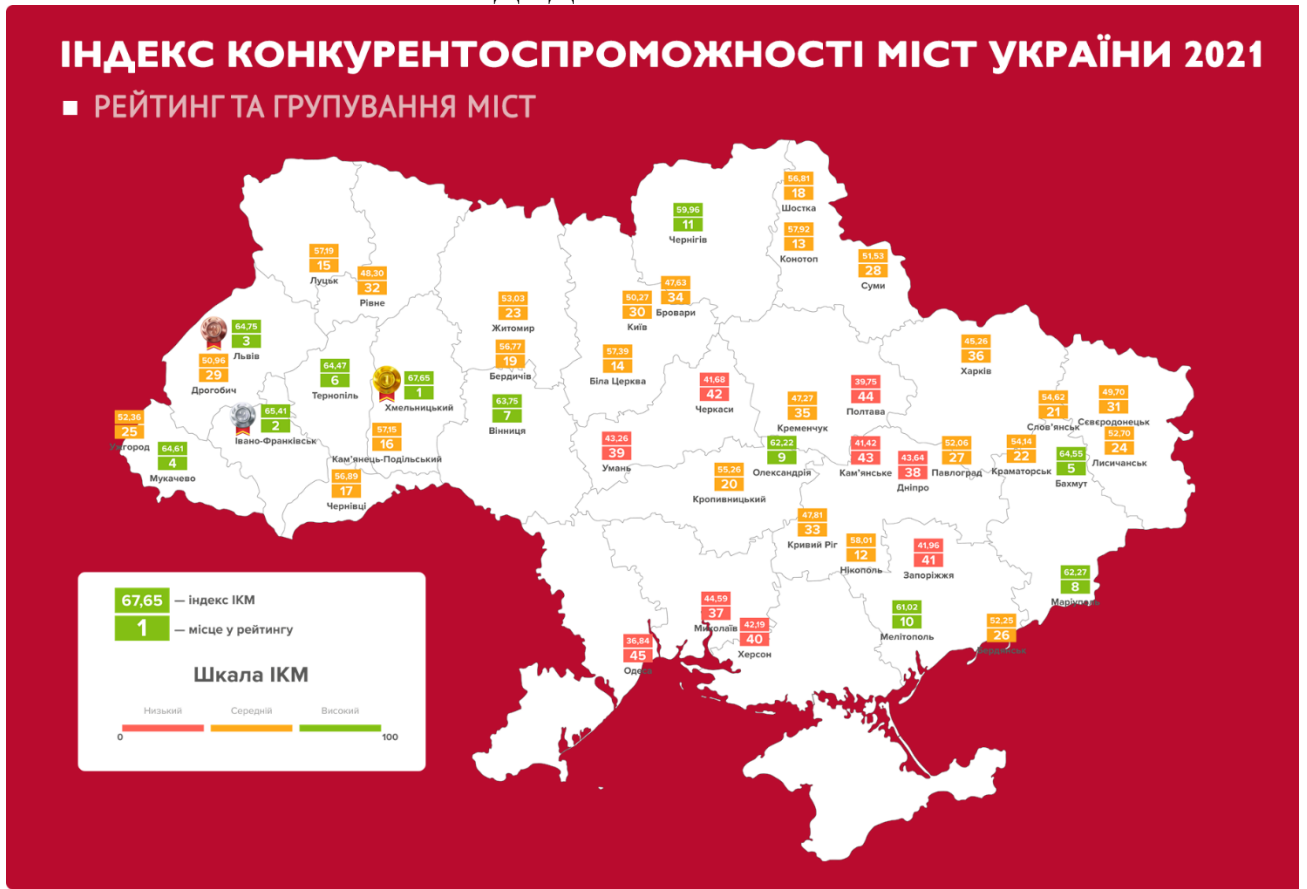 ІНДЕКС КОНКУРЕНТОСПРОМОЖНОСТІ МІСТ УКРАЇНИ 2021
РЕЙТИНГ ТА ГРУПУВАННЯ МІСТ
56,81
18
Шостка
59,96
11
Чернігів
57,92
13
Конотоп
51,53
28
Суми
57,19
15
Луцьк
48,30
32
Рівне
53,03
23
Житомир
50,27
30
Київ
47,63
34
Бровари
64,75
3
Львів
50,96
29
Дрогобич
64,47
6
Тернопіль
1
67,65
1
Хмельницький
56,77
19
Бердичів
57,39
14
Біла Церква
45,26
36
Харків
41,68
42
Черкаси
39,75
44
Полтава
47,27
35
Кременчук
54,62
21
Слов'янськ
49,70
31
Сєвєродонецьк
52,36
25
Ужгород
64,61
4
Мукачево
65,41
2
Івано-Франківськ
57,15
16
Кам'янець-Подільський
56,89
17
Чернівці
63,75
7
Вінниця
43,26
39
Умань
62,22
9
Олександрія
41,42
43
Кам'янське
43,64
38
Дніпро
52,06
27
Павлоград
54,14
22
Краматорськ
64,55
5
Бахмут
52,70
24
Лисичанськ
55,26
20
Кропивницький
47,81
33
Кривий Ріг
58,01
12
Нікополь
41,96
41
Запоріжжя
62,27
8
Маріуполь
44,59
37
Миколаїв
42,19
40
Херсон
61,02
10
Мелітополь
52,25
26
Бердянськ
36,84
45
Одеса
67,65 — індекс ІКМ
1 — місце у рейтингу
Шкала ІКМ
Низький Середній Високий
0 100